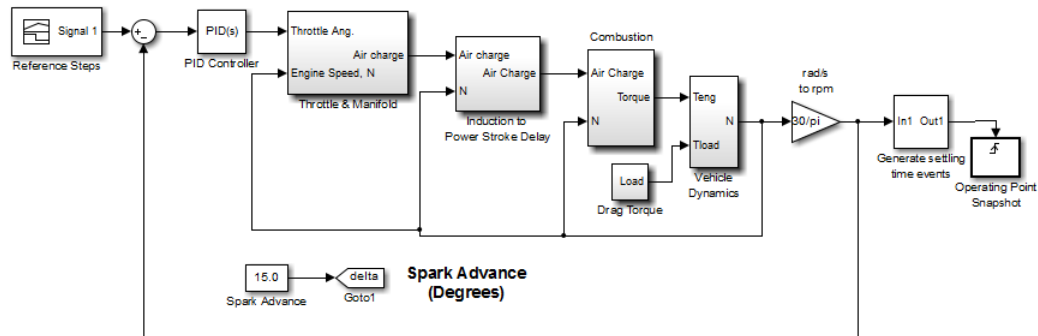 Signal 1
Reference Steps
+
−
PID(s)
PID Controller
Throttle Ang.
Air charge
Engine Speed, N
Throttle & Manifold
Air charge
Air Charge
N
Induction to
Power Stroke Delay
Combustion
Air Charge
Torque
N
Load
Drag Torque
Teng
N
Tload
Vehicle
Dynamics
rad/s
to rpm
30/pi
In1 Out1
Generate settling
time events
Operating Point
Snapshot
15.0
Spark Advance
delta
Goto1
Spark Advance
(Degrees)